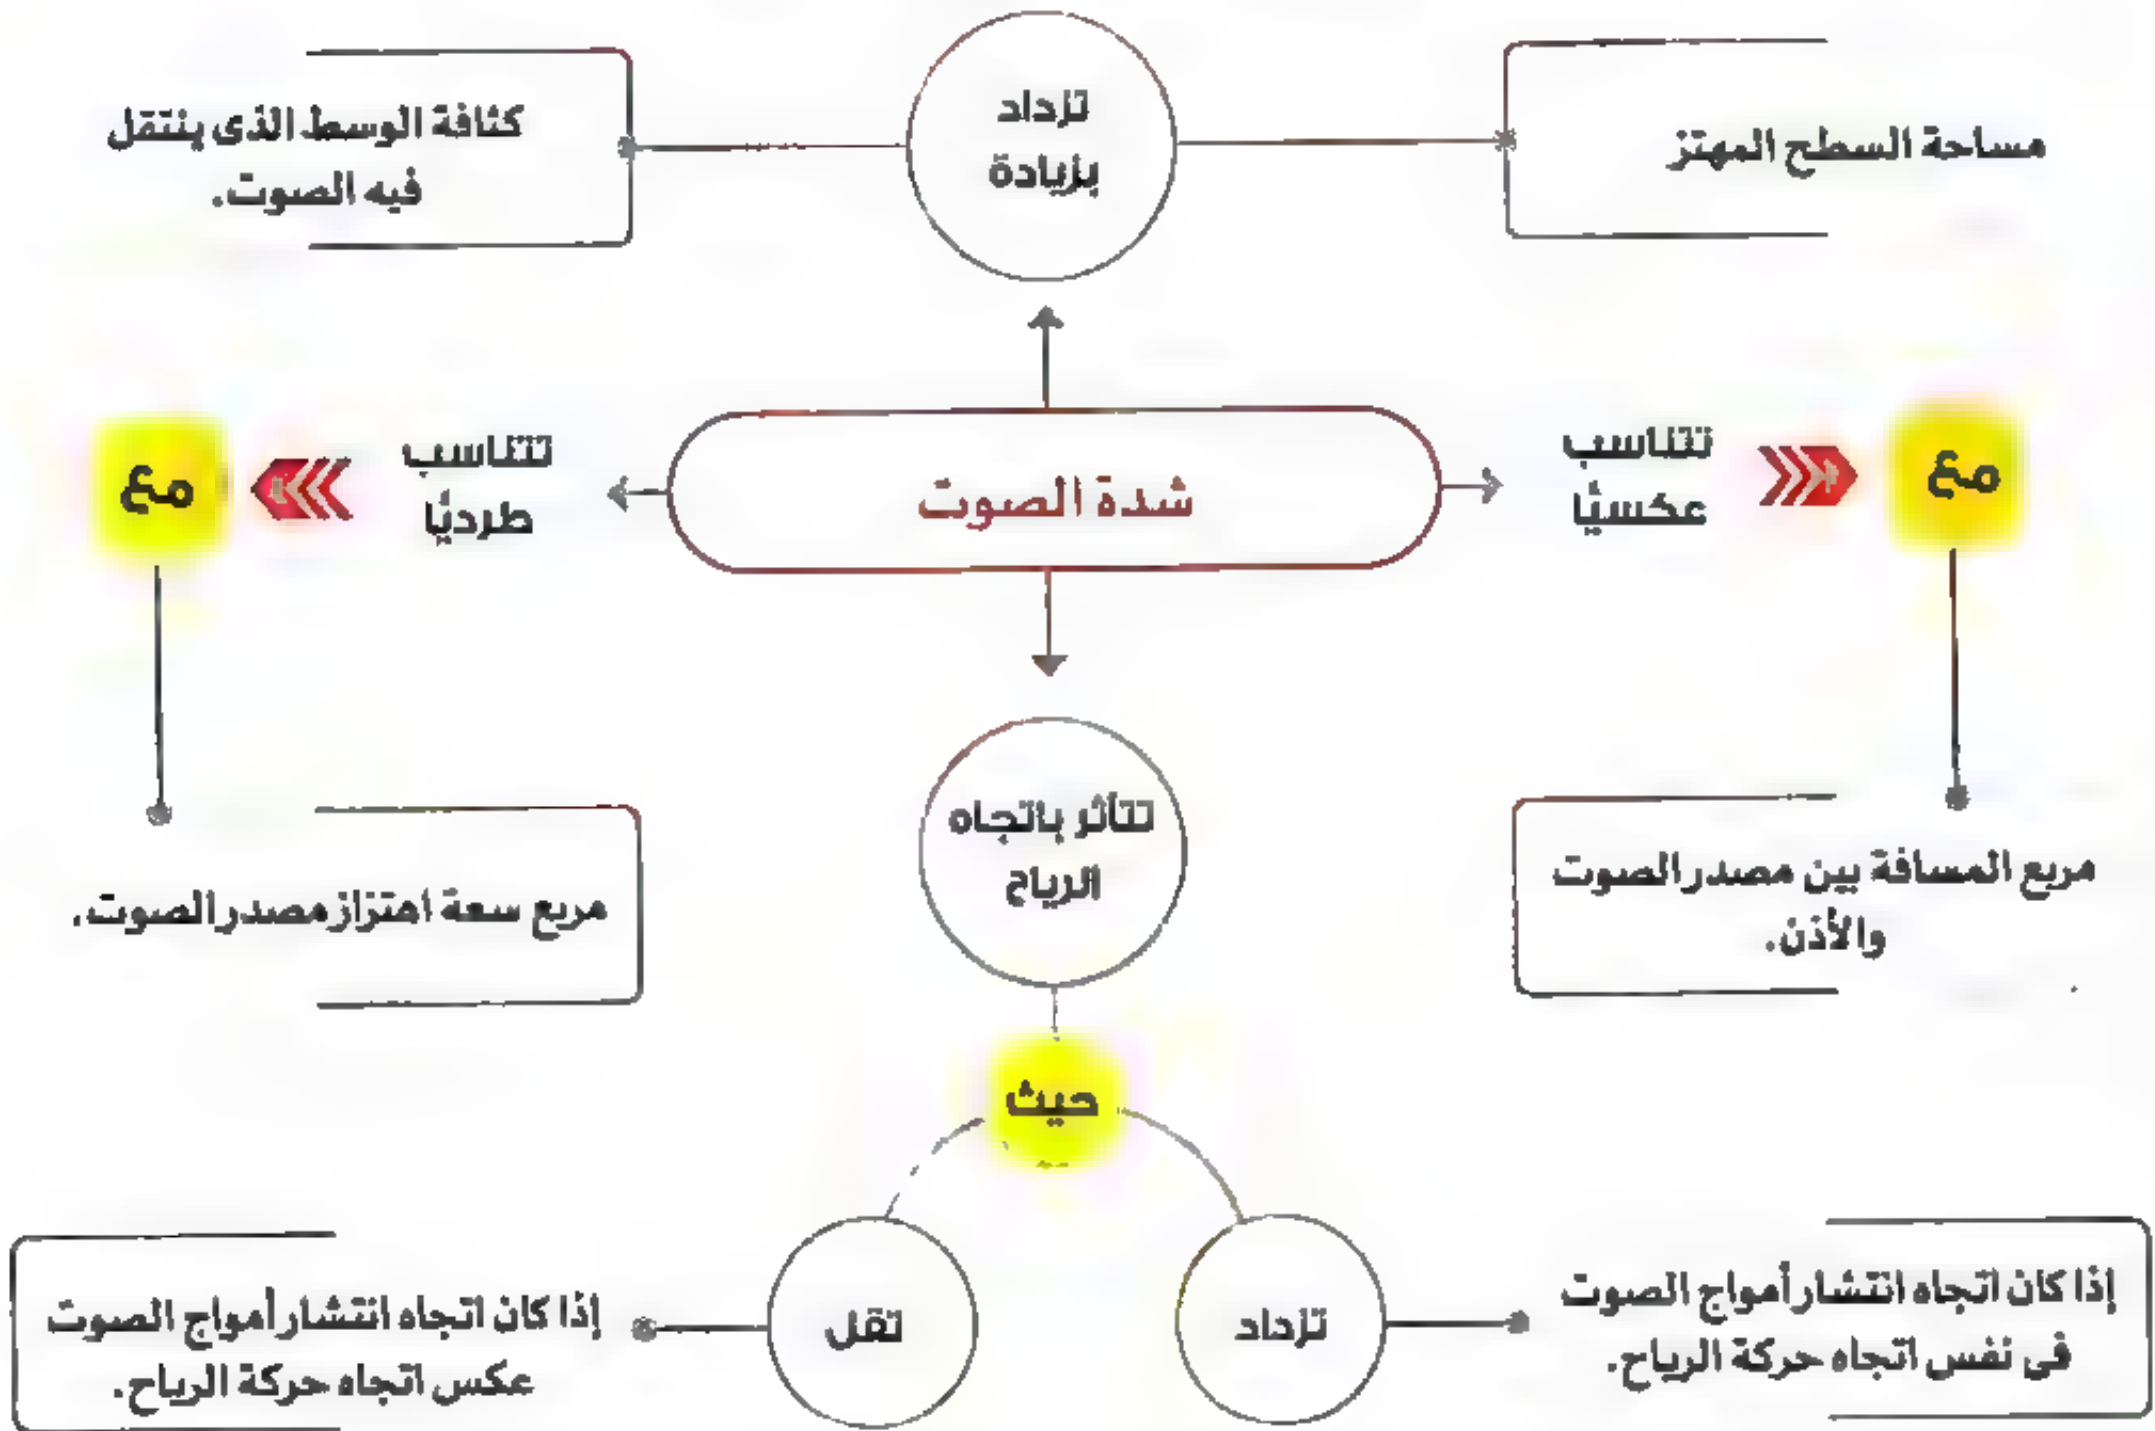 مساحة السطح المهتز
تزداد
بزيادة
كثافة الوسط الذى ينتقل
فيه الصوت.
شدة الصوت
تتناسب
عكسيًا
مع
مربع المسافة بين مصدر الصوت
والأذن.
تتناسب
طرديًا
مع
مربع سعة اهتزاز مصدر الصوت.
تتأثر باتجاه
الرياح
حيث
تزداد
إذا كان اتجاه انتشار أمواج الصوت
فى نفس اتجاه حركة الرياح.
تقل
إذا كان اتجاه انتشار أمواج الصوت
عكس اتجاه حركة الرياح.